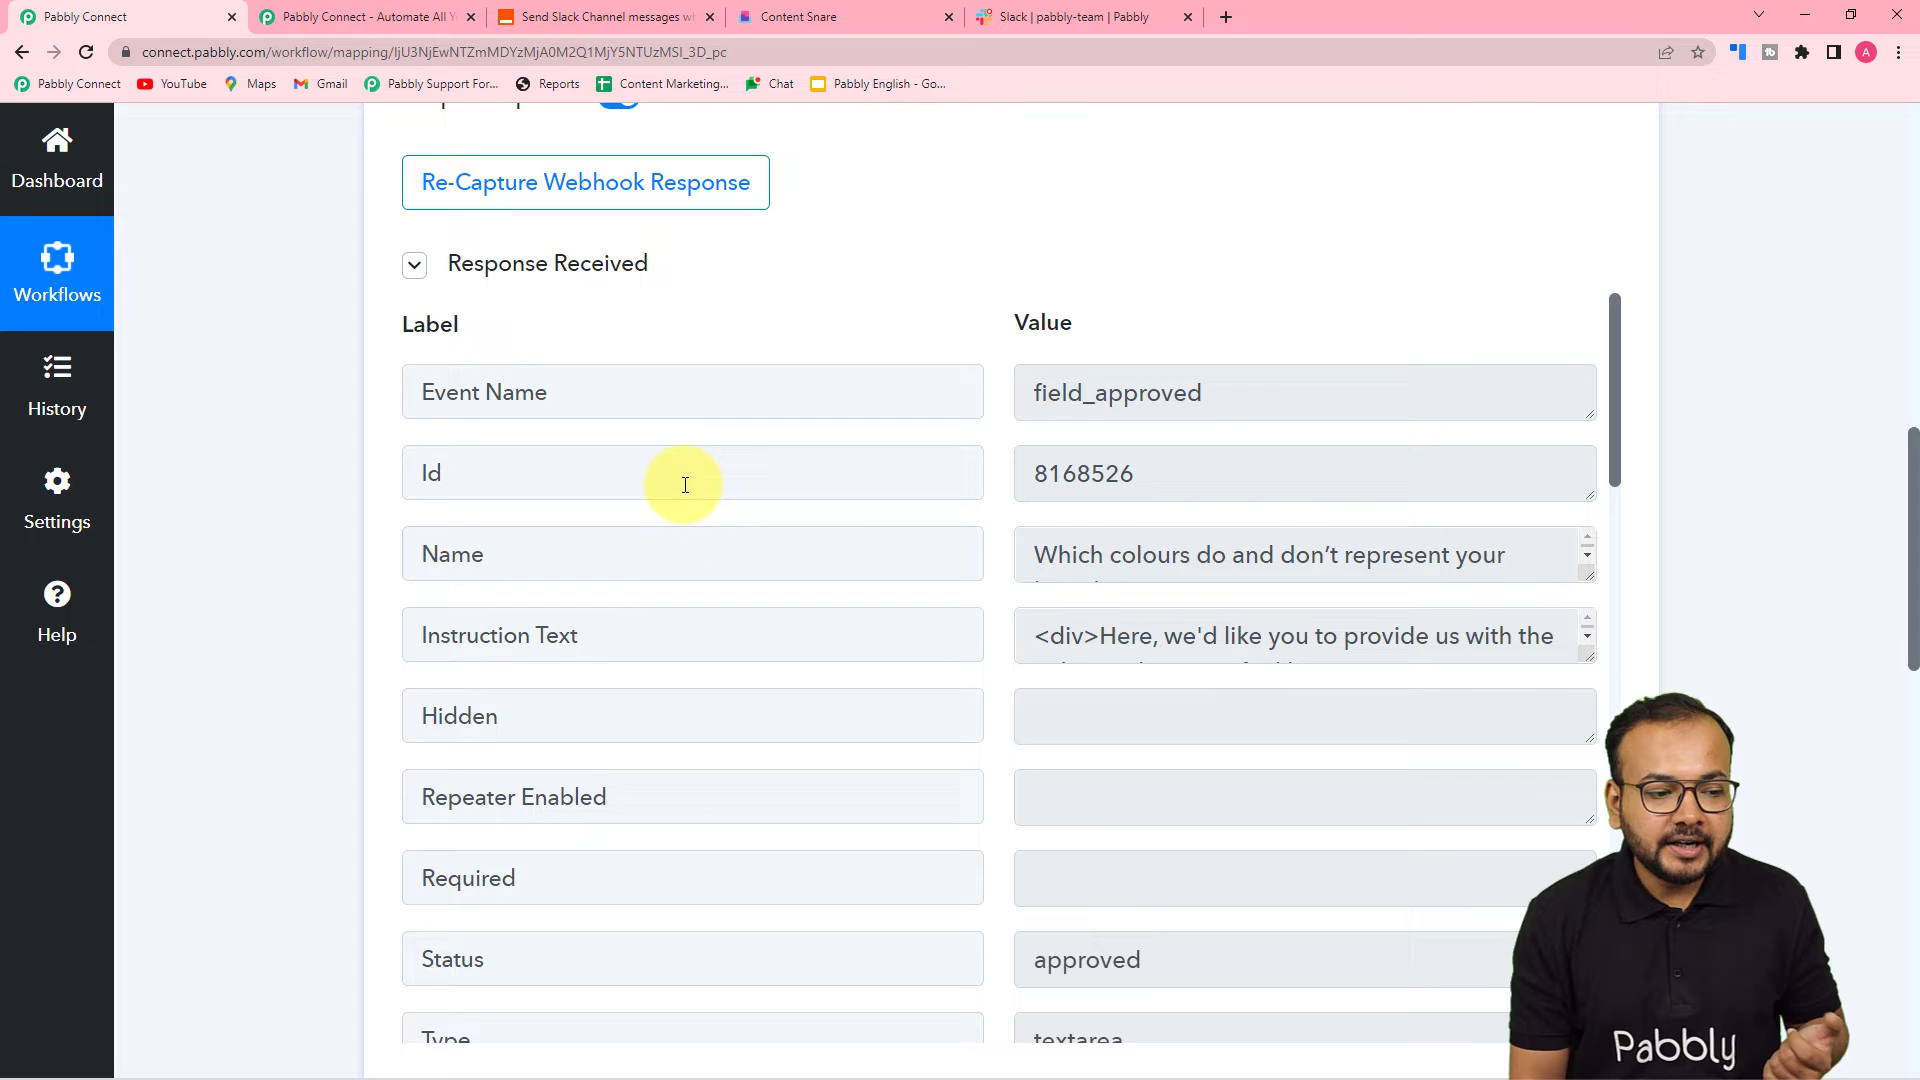 Pabbly Connect
Pabbly Connect - Automate All Y
Send Slack Channel messages w
Content Snare
Slack | pabbly-team | Pabbly
connect.pabbly.com/workflow/mapping/IjU3NjEwNTZmMDYzMjA0M2Q1MjY5NTUzMSI_3D_pc
A
Pabbly Connect
YouTube
Maps
Gmail
Pabbly Support For...
Reports
Content Marketing...
Chat
Pabbly English - Go...
Dashboard
Workflows
History
Settings
Help
Re-Capture Webhook Response
Response Received
Label
Value
Event Name
field_approved
Id
8168526
Name
Which colours do and don’t represent your
Instruction Text
<div>Here, we'd like you to provide us with the
Hidden
Repeater Enabled
Required
Status
approved
Type
textarea
Pabbly